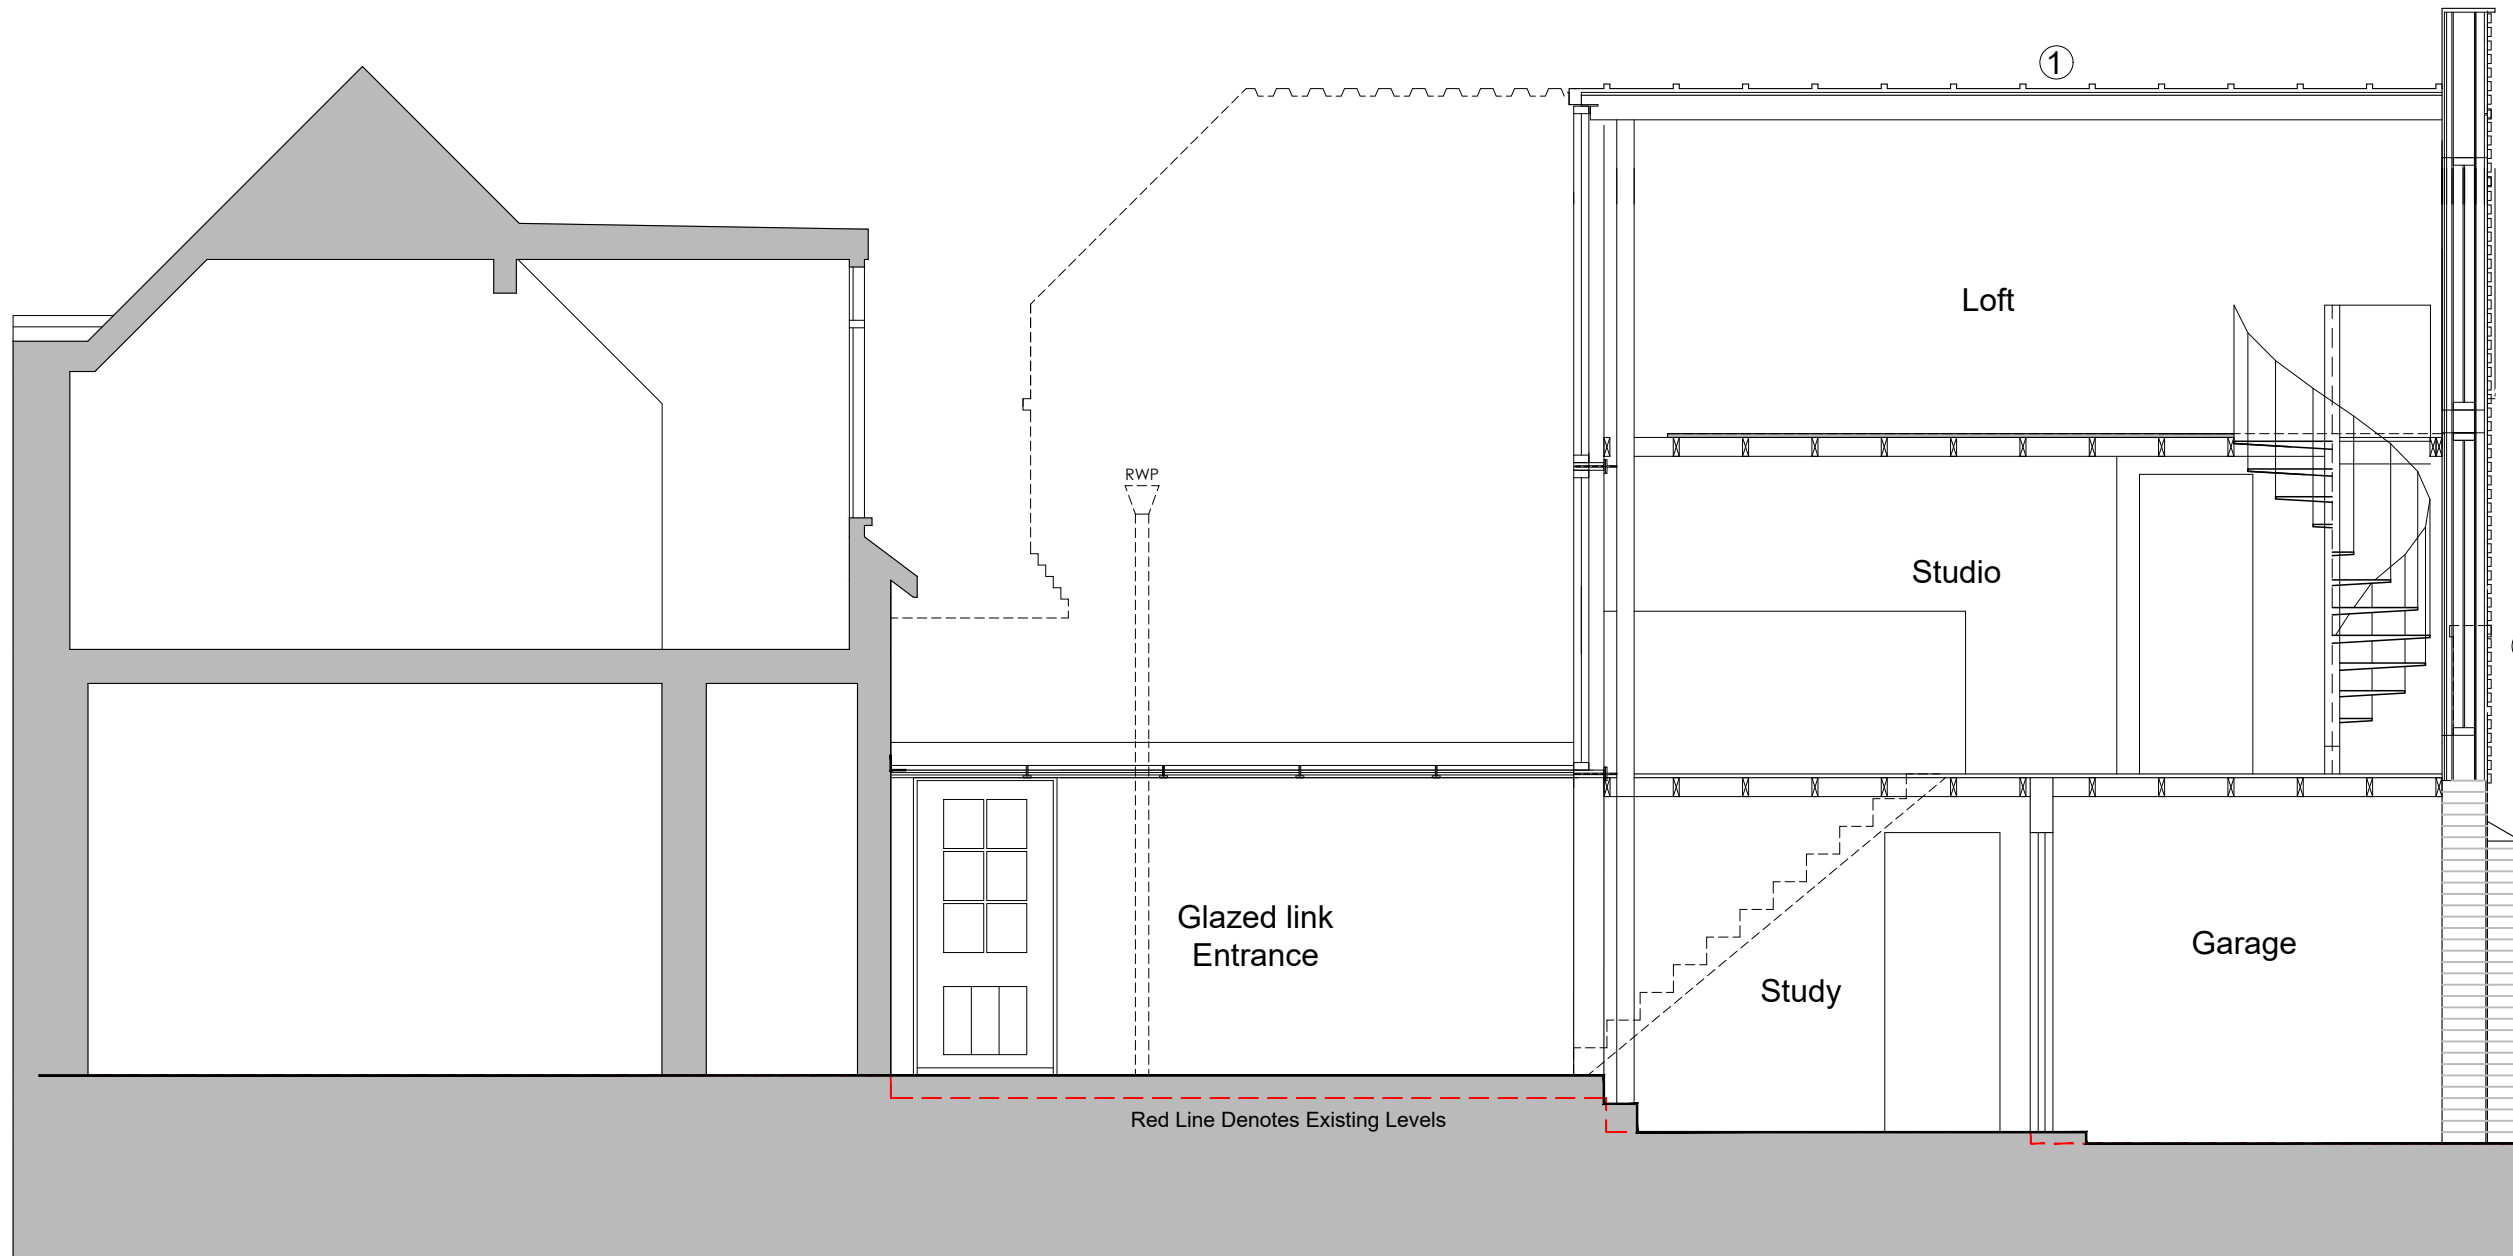 1
Loft
RWP
Studio
Glazed link
Entrance
Garage
Study
Red Line Denotes Existing Levels